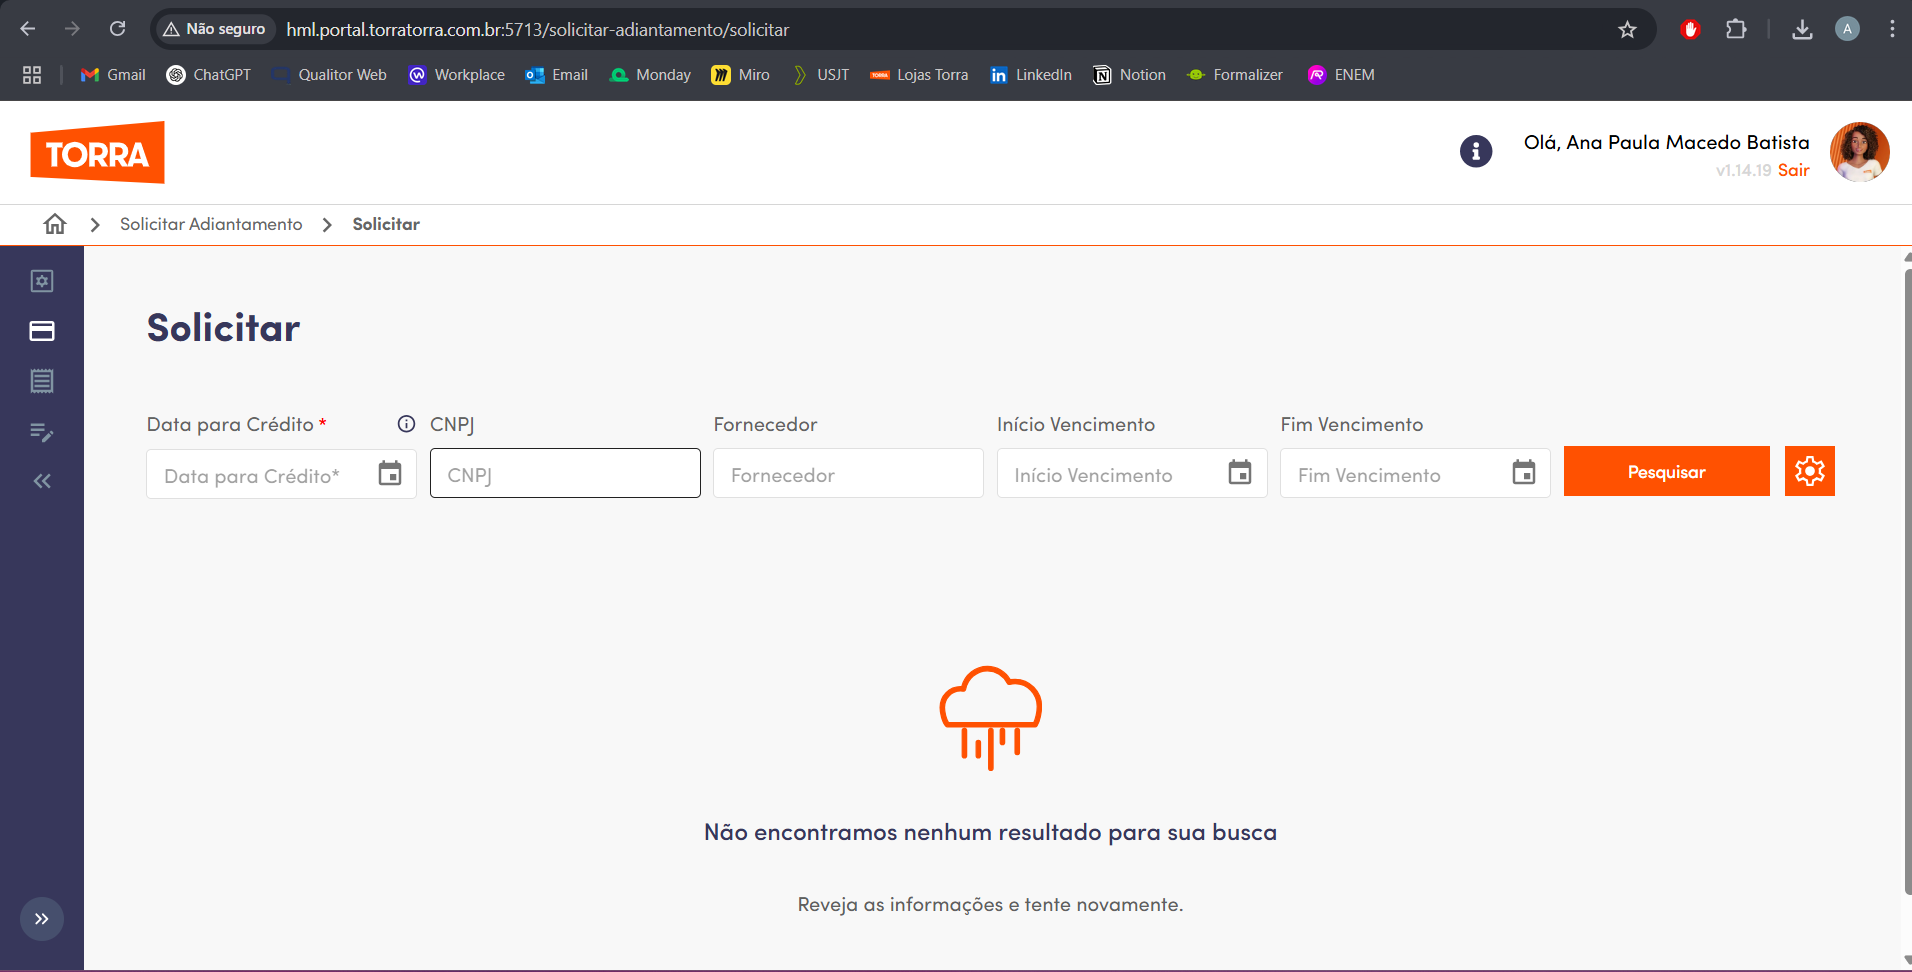 Não seguro
hml.portal.torratorra.com.br:5713/solicitar-adiantamento/solicitar
A
Gmail
ChatGPT
Qualitor Web
Workplace
Email
Monday
Miro
USJT
Lojas Torra
LinkedIn
Notion
Formalizer
ENEM
TORRA
Olá, Ana Paula Macedo Batista
v1.14.19 Sair
Solicitar Adiantamento
Solicitar
Solicitar
Data para Crédito *
CNPJ
Fornecedor
Início Vencimento
Fim Vencimento
Data para Crédito*
CNPJ
Fornecedor
Início Vencimento
Fim Vencimento
Pesquisar
Não encontramos nenhum resultado para sua busca
Reveja as informações e tente novamente.